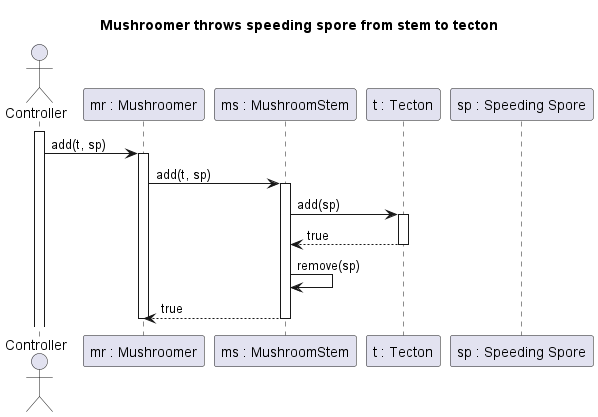 Mushroomer throws speeding spore from stem to tecton
Controller
mr : Mushroomer
ms : MushroomStem
t : Tecton
sp : Speeding Spore
add(t, sp)
add(t, sp)
add(sp)
true
remove(sp)
true
Controller
mr : Mushroomer
ms : MushroomStem
t : Tecton
sp : Speeding Spore